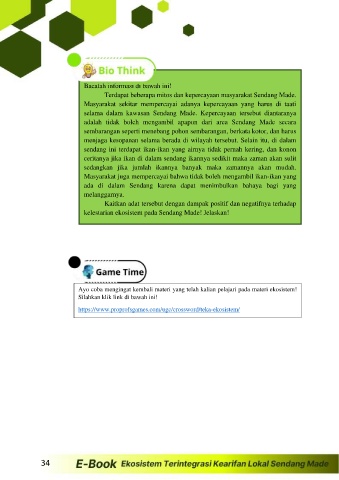 Bio Think
Bacalah informasi di bawah ini!
Terdapat beberapa mitos dan kepercayaan masyarakat Sendang Made.
Masyarakat sekitar mempercayai adanya kepercayaan yang harus di taati
selama dalam kawasan Sendang Made. Kepercayaan tersebut diantaranya
adalah tidak boleh mengambil apapun dari area Sendang Made secara
sembarangan seperti menebang pohon sembarangan, berkata kotor, dan harus
menjaga kesopanan selama berada di wilayah tersebut. Selain itu, di dalam
sendang ini terdapat ikan-ikan yang airnya tidak pernah kering, dan konon
ceritanya jika ikan di dalam sendang ikannya sedikit maka zaman akan sulit
sedangkan jika jumlah ikannya banyak maka zamannya akan mudah.
Masyarakat juga mempercayai bahwa tidak boleh mengambil ikan-ikan yang
ada di dalam Sendang karena dapat menimbulkan bahaya bagi yang
melanggarnya.
Kaitkan adat tersebut dengan dampak positif dan negatifnya terhadap
kelestarian ekosistem pada Sendang Made! Jelaskan!
Game Time
Ayo coba mengingat kembali materi yang telah kalian pelajari pada materi ekosistem!
Silahkan klik link di bawah ini!
https://www.proprofsgames.com/ugc/crossword/teka-ekosistem/
34 E-Book Ekosistem Terintegrasi Kearifan Lokal Sendang Made